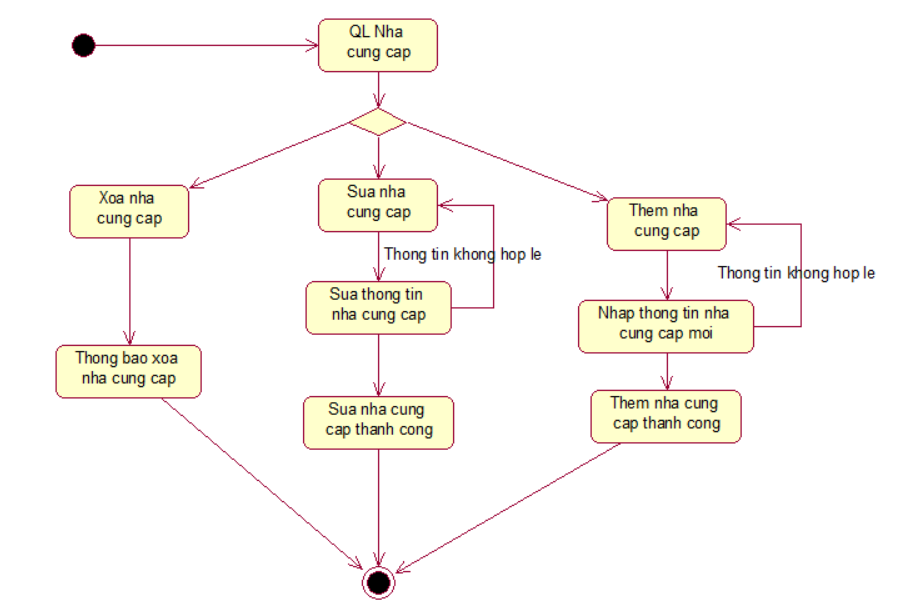 QL Nha
cung cap
Xoa nha
cung cap
Sua nha
cung cap
Them nha
cung cap
Thong tin khong hop le
Thong tin khong hop le
Sua thong tin
nha cung cap
Nhap thong tin nha
cung cap moi
Thong bao xoa
nha cung cap
Sua nha cung
cap thanh cong
Them nha cung
cap thanh cong